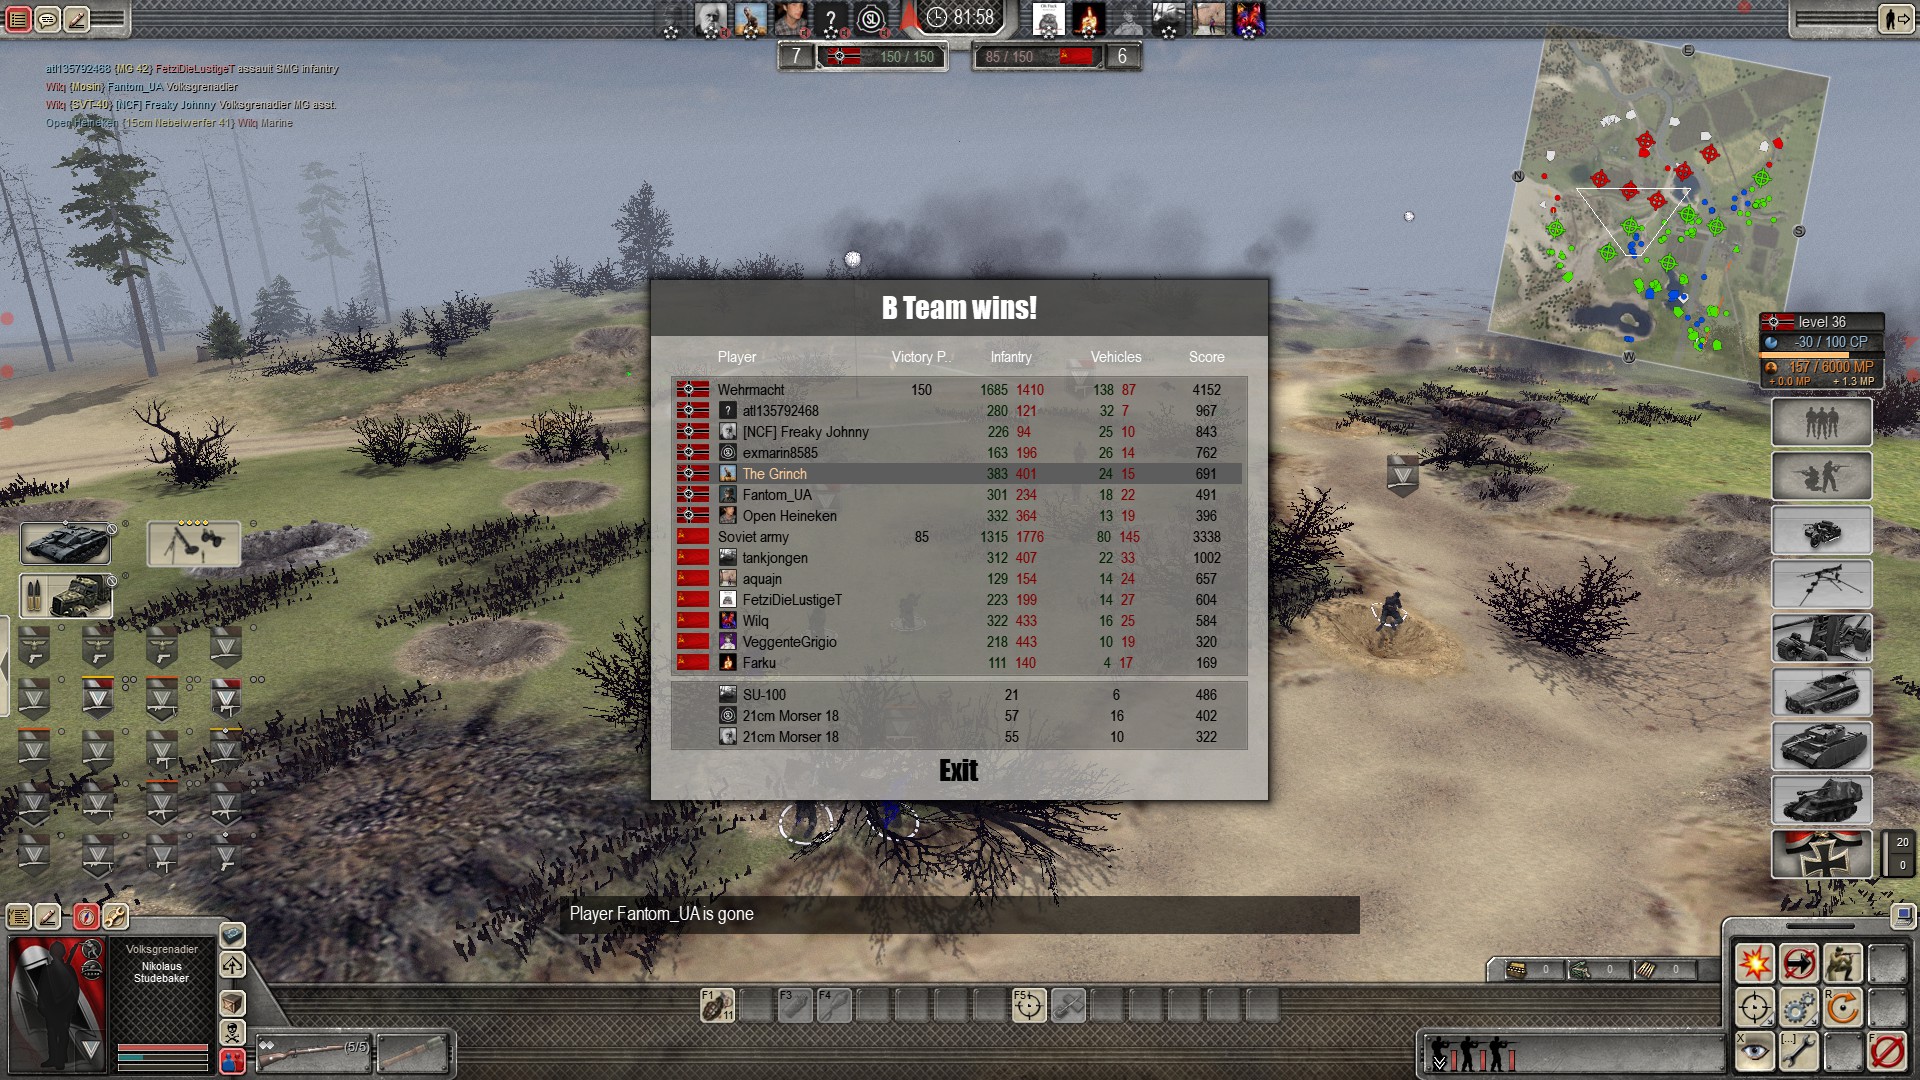 81:58
7 150 / 150 85 / 150 6
atl135792468 {MG 42} FetziDieLustigeT assault SMG infantry
Wilq {Mosin} Fantom_UA Volksgrenadier
Wilq {SVT-40} [NCF] Freaky Johnny Volksgrenadier MG asst.
Open Heineken {15cm Nebelwerfer 41} Wilq Marine
E
N
S
W
level 36
-30 / 100 CP
157 / 6000 MP
+ 0.0 MP + 1.3 MP
B Team wins!
Player Victory P.. Infantry Vehicles Score
Wehrmacht 150 1685 1410 138 87 4152
atl135792468 280 121 32 7 967
[NCF] Freaky Johnny 226 94 25 10 843
exmarin8585 163 196 26 14 762
The Grinch 383 401 24 15 691
Fantom_UA 301 234 18 22 491
Open Heineken 332 364 13 19 396
Soviet army 85 1315 1776 80 145 3338
tankjongen 312 407 22 33 1002
aquajn 129 154 14 24 657
FetziDieLustigeT 223 199 14 27 604
Wilq 322 433 16 25 584
VeggenteGrigio 218 443 10 19 320
Farku 111 140 4 17 169
SU-100 21 6 486
21cm Morser 18 57 16 402
21cm Morser 18 55 10 322
Exit
20
0
Player Fantom_UA is gone
Volksgrenadier
Nikolaus
Studebaker
(5/5)
F1 11 F3 F4 F5
0 0 0
R
X [...] F